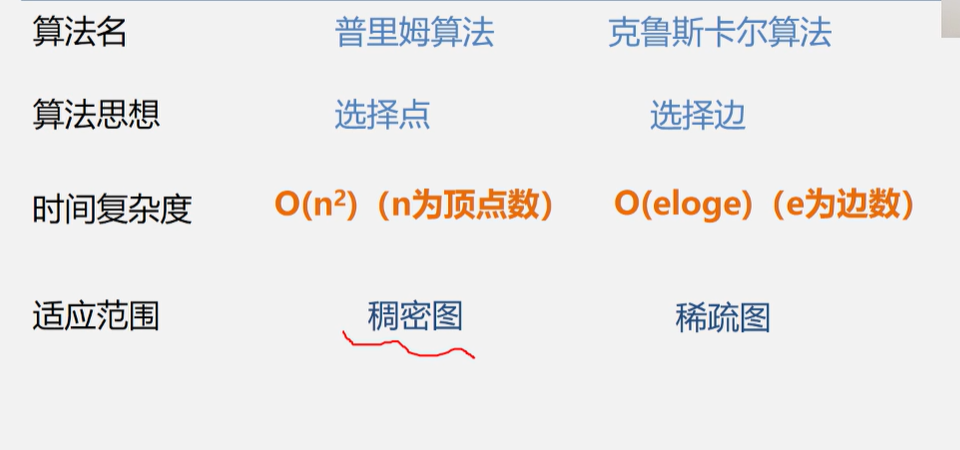 算法名 普里姆算法 克鲁斯卡尔算法
算法思想 选择点 选择边
时间复杂度 O(n²)（n为顶点数） O(eloge)（e为边数）
适应范围 稠密图 稀疏图